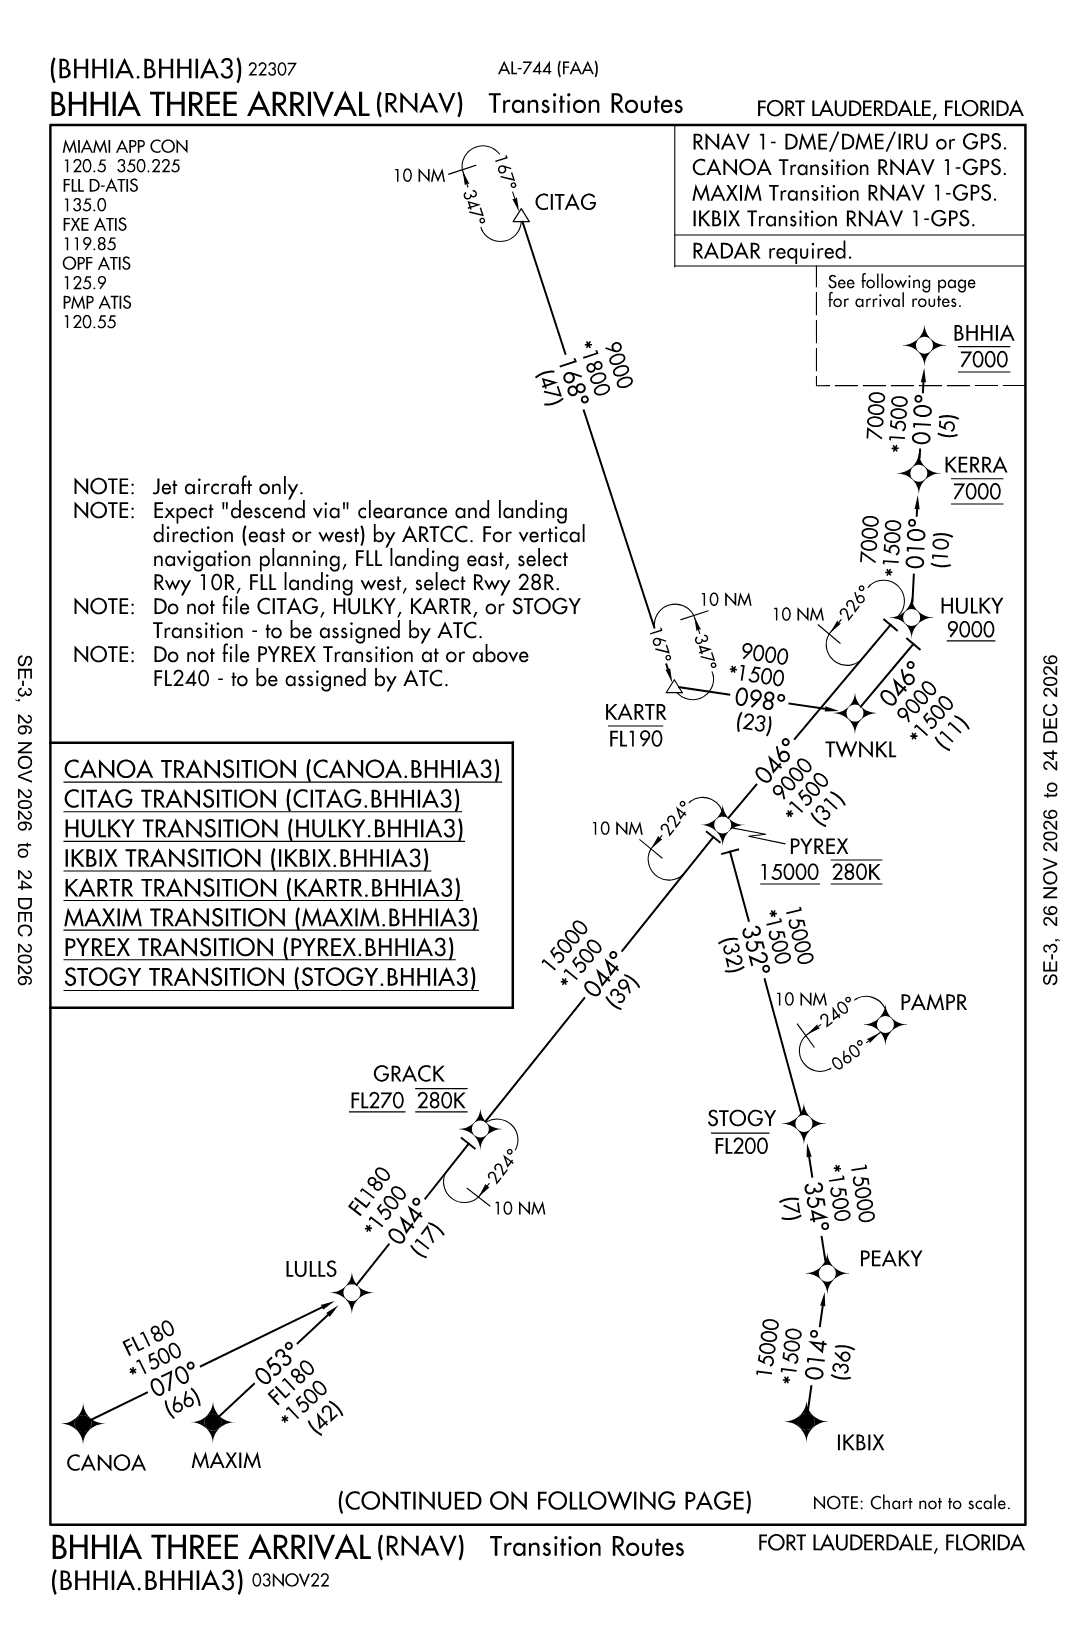 (BHHIA.BHHIA3) 22307
AL-744 (FAA)
BHHIA THREE ARRIVAL (RNAV) Transition Routes
FORT LAUDERDALE, FLORIDA
MIAMI APP CON
120.5 350.225
FLL D-ATIS
135.0
FXE ATIS
119.85
OPF ATIS
125.9
PMP ATIS
120.55
RNAV 1- DME/DME/IRU or GPS.
CANOA Transition RNAV 1-GPS.
MAXIM Transition RNAV 1-GPS.
IKBIX Transition RNAV 1-GPS.
RADAR required.
See following page
for arrival routes.
10 NM
167°
347°
CITAG
9000
*1800
168°
(47)
BHHIA
7000
7000
*1500
010°
(5)
KERRA
7000
7000
*1500
010°
(10)
NOTE: Jet aircraft only.
NOTE: Expect "descend via" clearance and landing
direction (east or west) by ARTCC. For vertical
navigation planning, FLL landing east, select
Rwy 10R, FLL landing west, select Rwy 28R.
NOTE: Do not file CITAG, HULKY, KARTR, or STOGY
Transition - to be assigned by ATC.
NOTE: Do not file PYREX Transition at or above
FL240 - to be assigned by ATC.
10 NM
167°
347°
KARTR
FL190
9000
*1500
098°
(23)
10 NM
226°
HULKY
9000
046°
9000
*1500
(11)
TWNKL
046°
9000
*1500
(31)
10 NM
224°
PYREX
15000 280K
CANOA TRANSITION (CANOA.BHHIA3)
CITAG TRANSITION (CITAG.BHHIA3)
HULKY TRANSITION (HULKY.BHHIA3)
IKBIX TRANSITION (IKBIX.BHHIA3)
KARTR TRANSITION (KARTR.BHHIA3)
MAXIM TRANSITION (MAXIM.BHHIA3)
PYREX TRANSITION (PYREX.BHHIA3)
STOGY TRANSITION (STOGY.BHHIA3)
15000
*1500
044°
(39)
15000
*1500
352°
(32)
10 NM
240°
060°
PAMPR
GRACK
FL270 280K
224°
10 NM
STOGY
FL200
FL180
*1500
044°
(17)
15000
*1500
354°
(7)
PEAKY
LULLS
FL180
*1500
070°
(66)
053°
FL180
*1500
(42)
15000
*1500
014°
(36)
CANOA
MAXIM
IKBIX
(CONTINUED ON FOLLOWING PAGE)
NOTE: Chart not to scale.
BHHIA THREE ARRIVAL (RNAV) Transition Routes
FORT LAUDERDALE, FLORIDA
(BHHIA.BHHIA3) 03NOV22
SE-3, 26 NOV 2026 to 24 DEC 2026
SE-3, 26 NOV 2026 to 24 DEC 2026